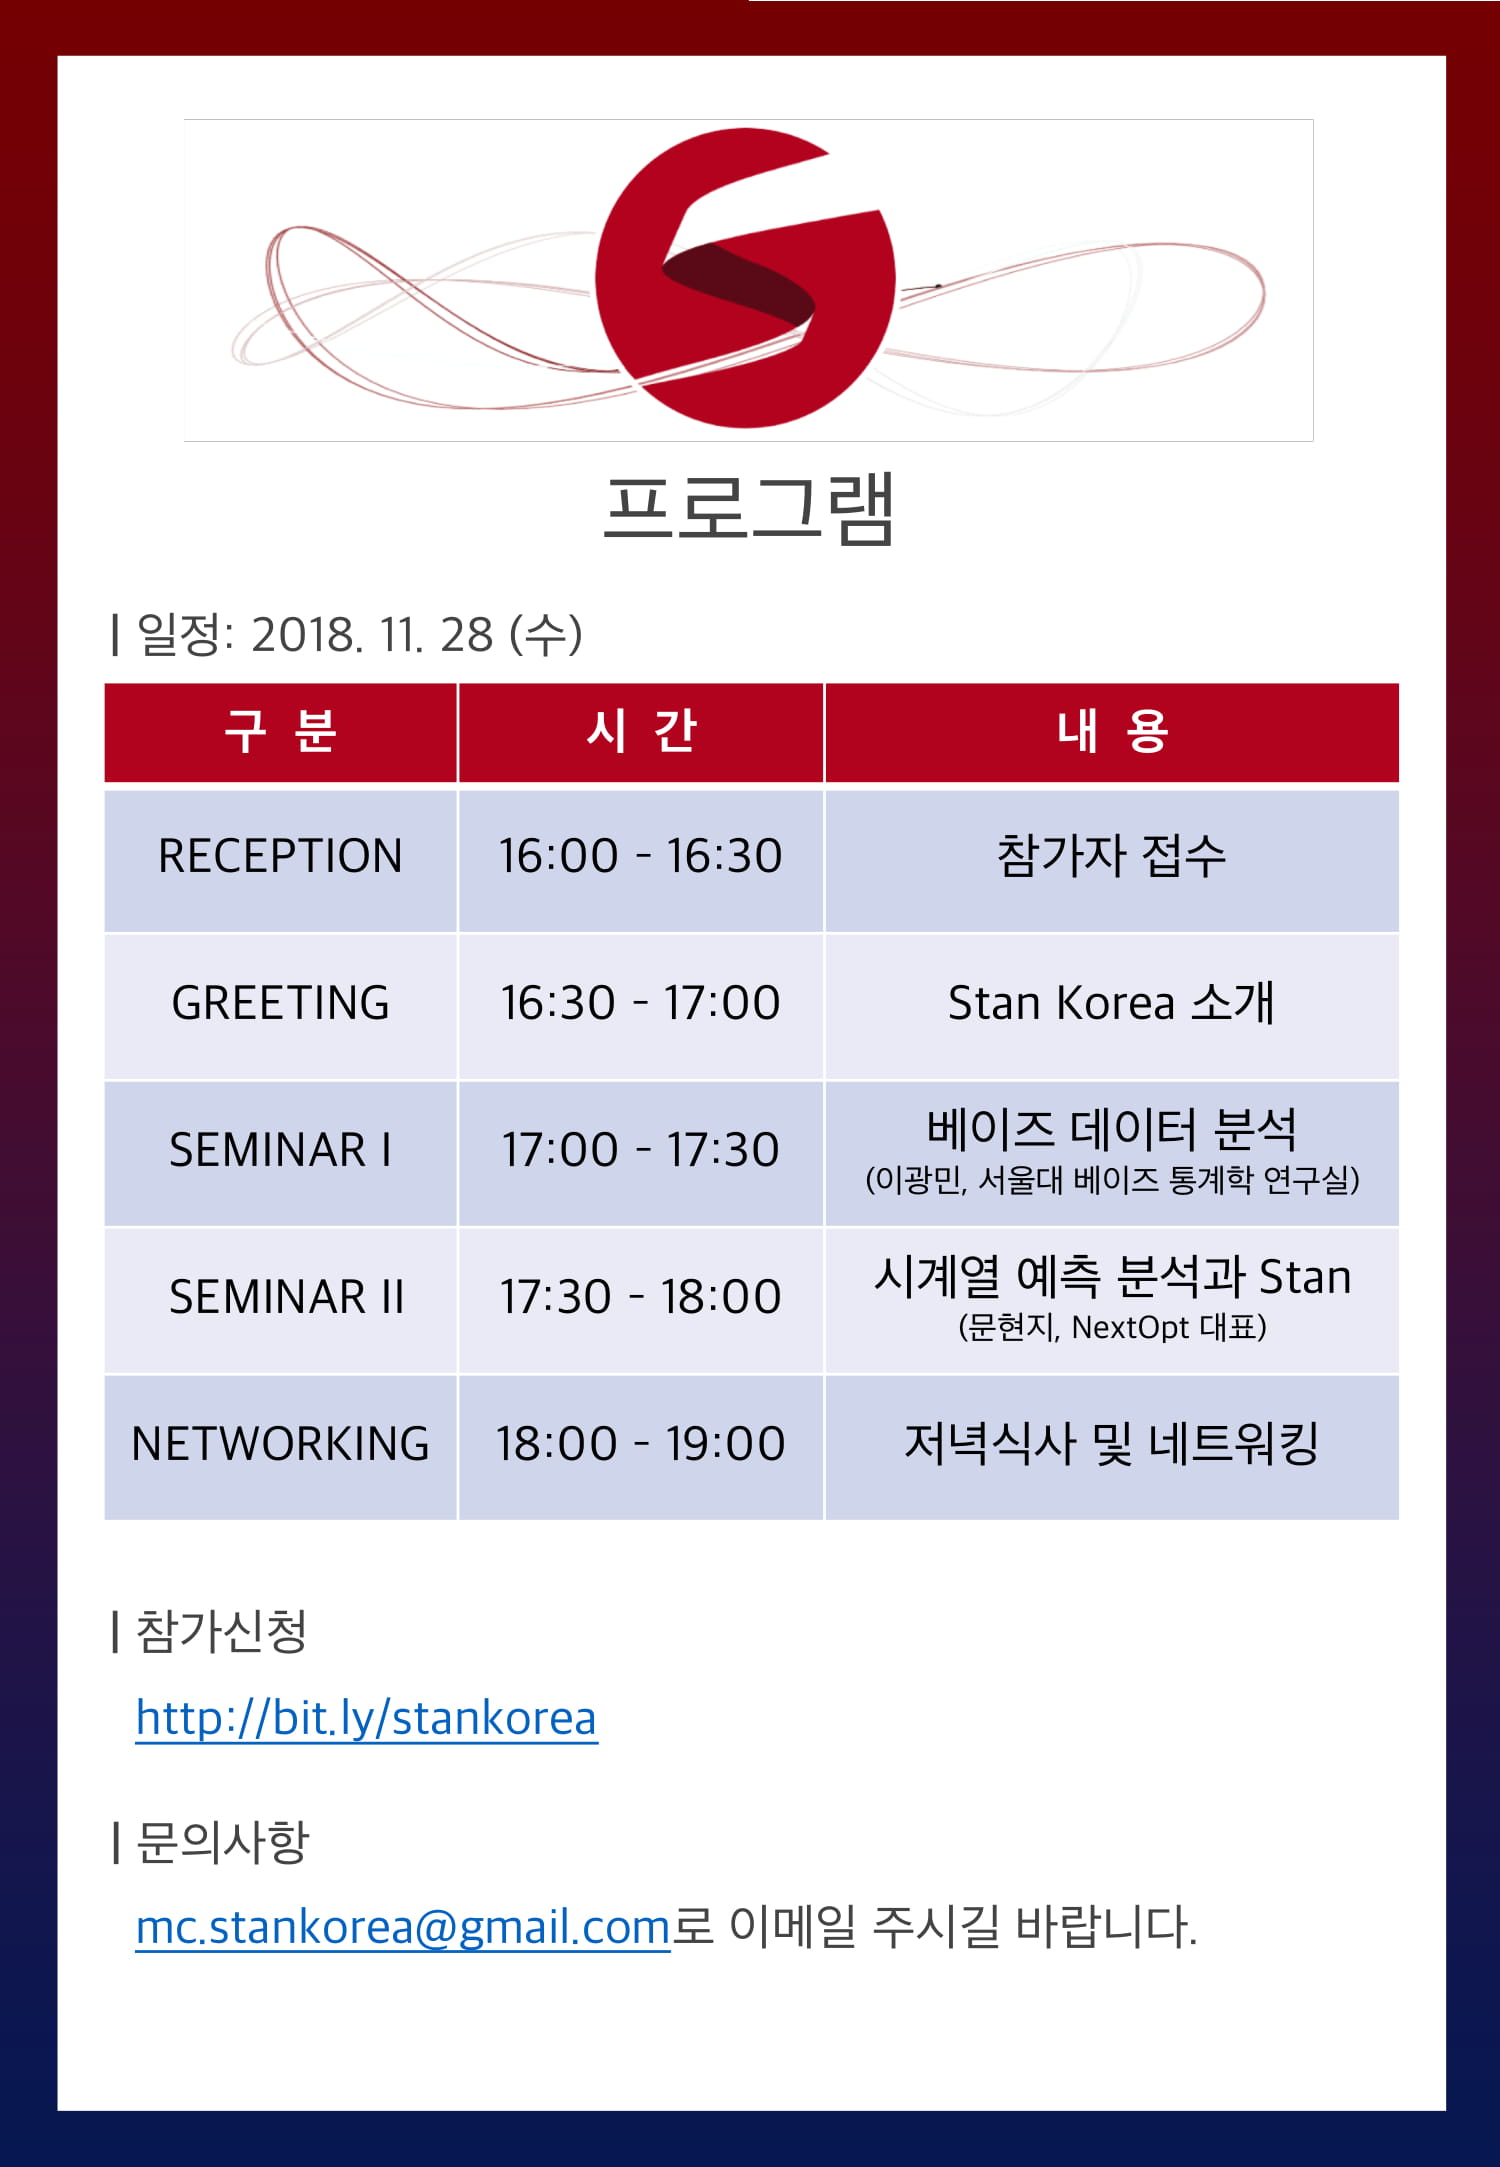 프로그램
| 일정: 2018. 11. 28 (수)
구 분 시 간 내 용
RECEPTION 16:00 - 16:30 참가자 접수
GREETING 16:30 - 17:00 Stan Korea 소개
SEMINAR I 17:00 - 17:30 베이즈 데이터 분석
(이광민, 서울대 베이즈 통계학 연구실)
SEMINAR II 17:30 - 18:00 시계열 예측 분석과 Stan
(문현지, NextOpt 대표)
NETWORKING 18:00 - 19:00 저녁식사 및 네트워킹
| 참가신청
http://bit.ly/stankorea
| 문의사항
mc.stankorea@gmail.com로 이메일 주시길 바랍니다.